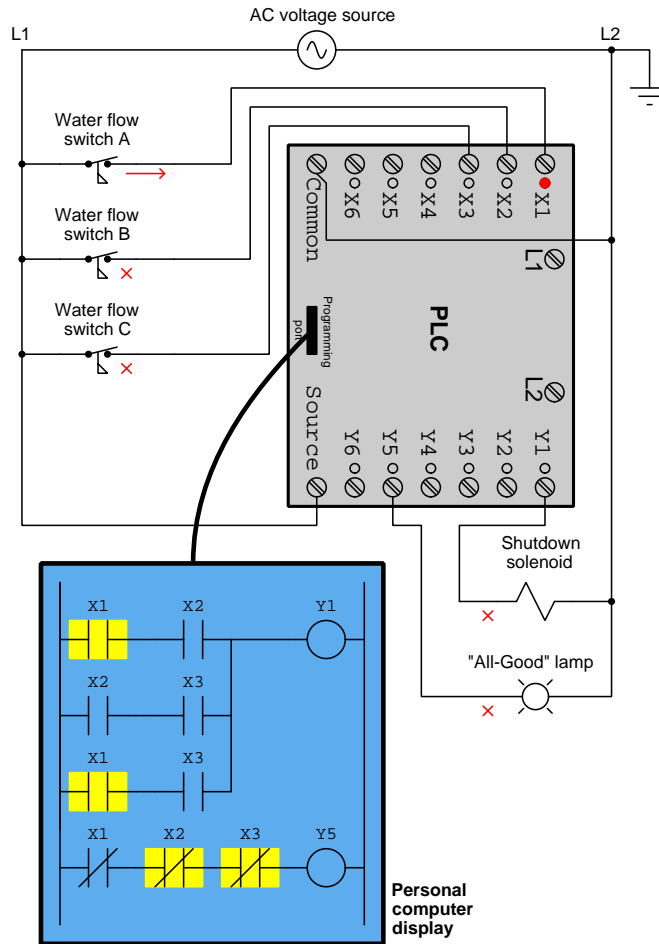 AC voltage source
L1
L2
Water flow
switch A
Water flow
switch B
Water flow
switch C
Common
X6
X5
X4
X3
X2
X1
L1
PLC
Programming
port
L2
Source
Y6
Y5
Y4
Y3
Y2
Y1
Shutdown
solenoid
"All-Good" lamp
X1
X2
Y1
X2
X3
X1
X3
X1
X2
X3
Y5
Personal
computer
display